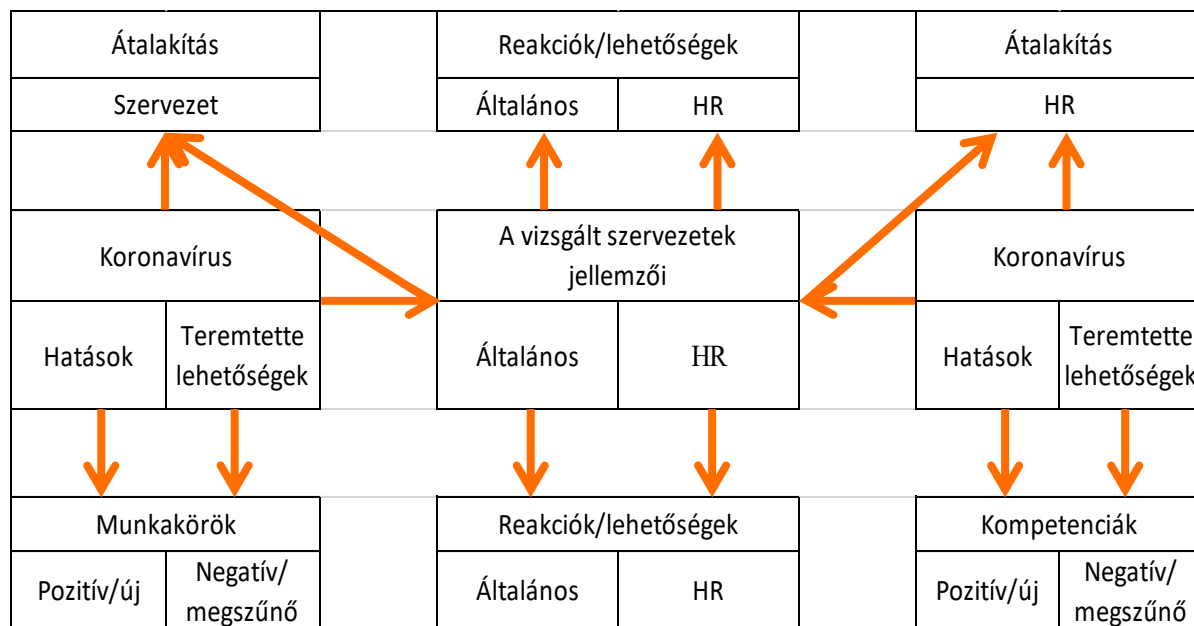 Átalakítás
Reakciók/lehetőségek
Átalakítás
Szervezet
Általános
HR
HR
Koronavírus
A vizsgált szervezetek
jellemzői
Koronavírus
Hatások
Teremtette
lehetőségek
Általános
HR
Hatások
Teremtette
lehetőségek
Munkakörök
Reakciók/lehetőségek
Kompetenciák
Pozitív/új
Negatív/
megszűnő
Általános
HR
Pozitív/új
Negatív/
megszűnő